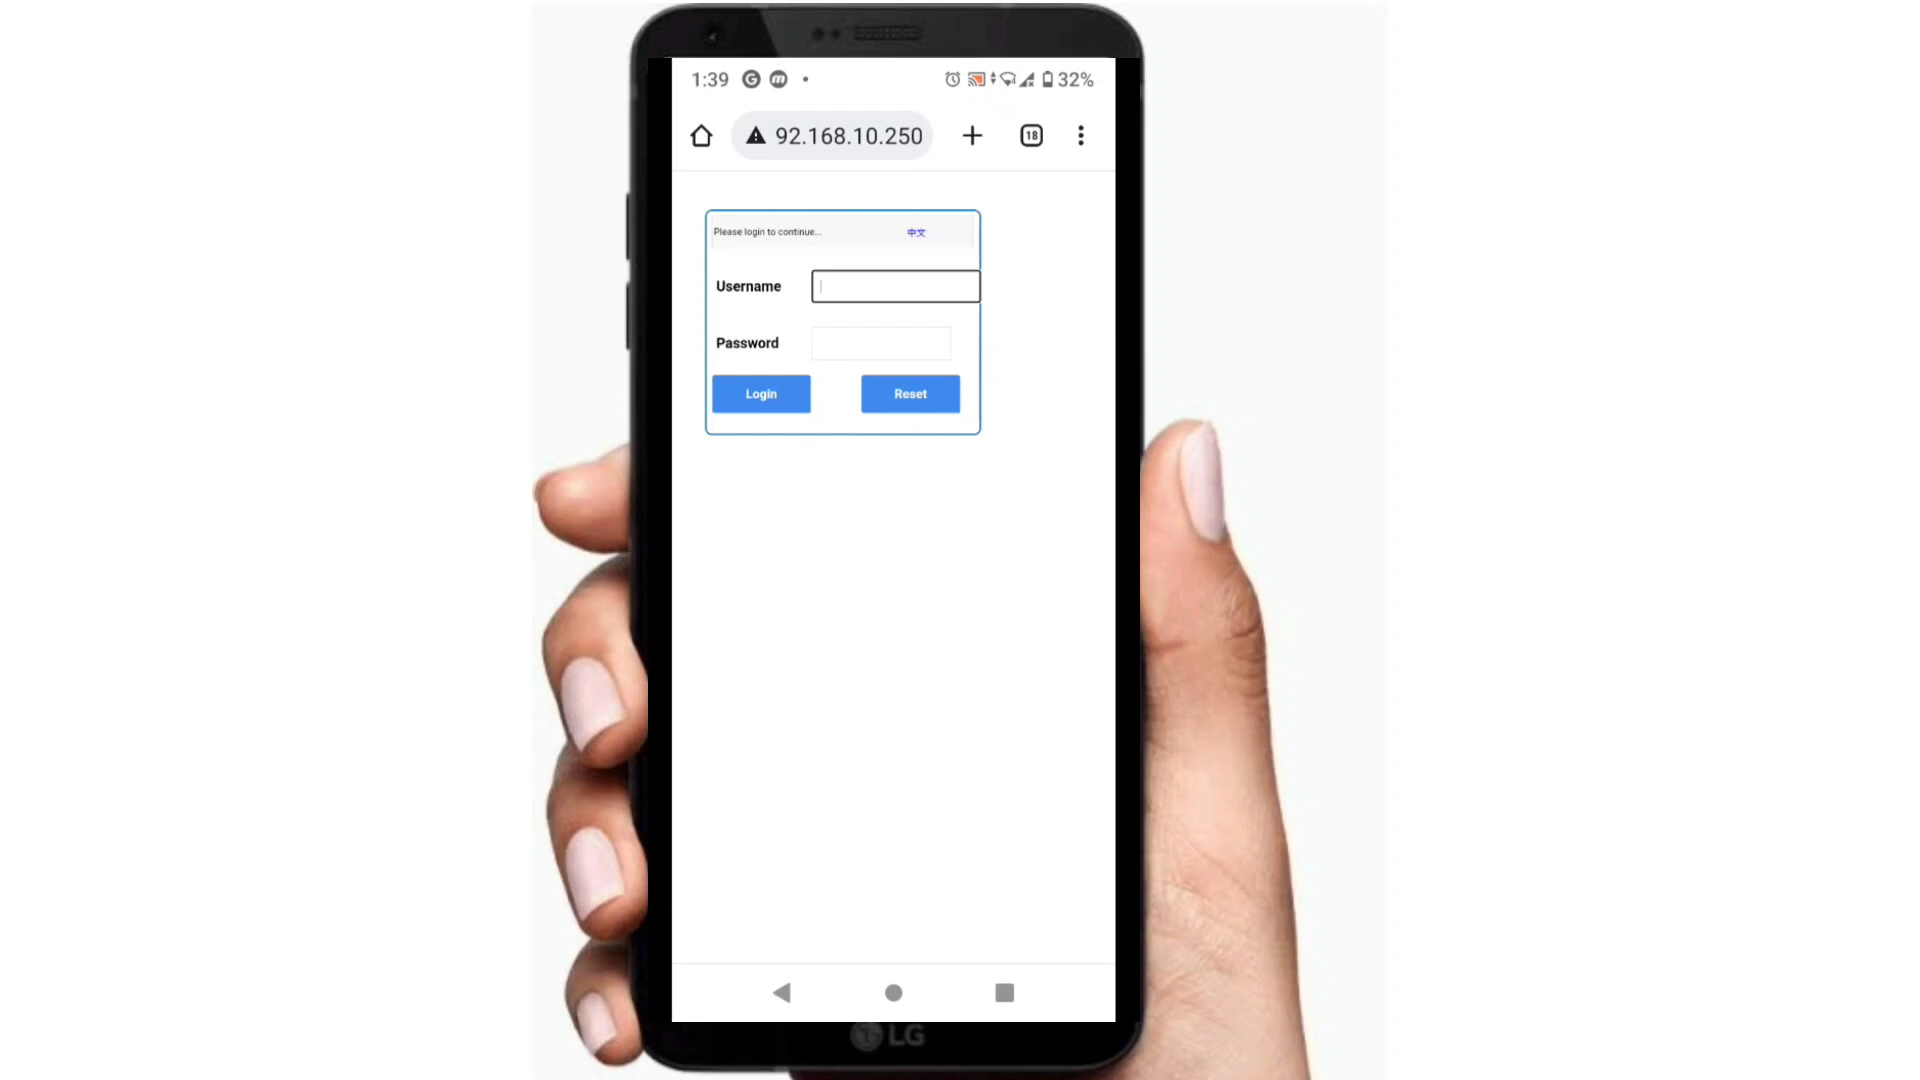 1:39 32%
92.168.10.250 18
Please login to continue... 中文
Username
Password
Login Reset
LG